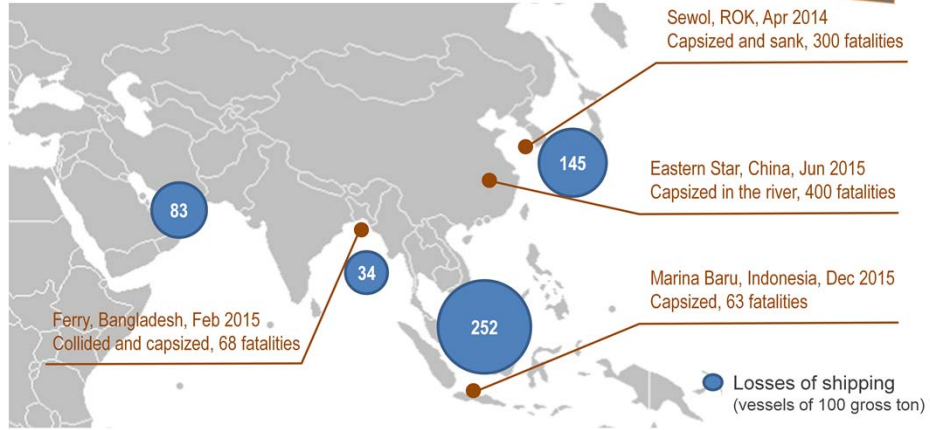 Sewol, ROK, Apr 2014
Capsized and sank, 300 fatalities
145
Eastern Star, China, Jun 2015
Capsized in the river, 400 fatalities
83
34
Marina Baru, Indonesia, Dec 2015
Capsized, 63 fatalities
252
Ferry, Bangladesh, Feb 2015
Collided and capsized, 68 fatalities
Losses of shipping
(vessels of 100 gross ton)